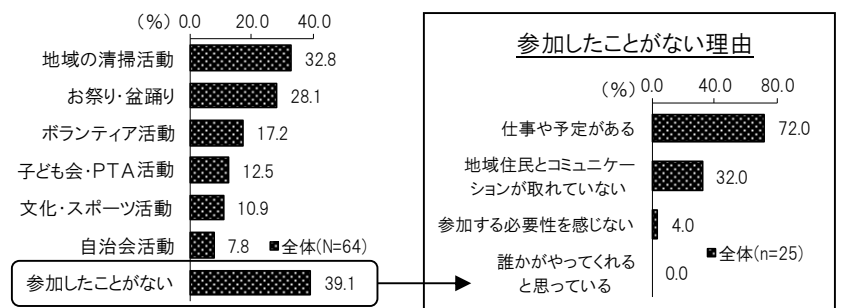 (%) 0.0 20.0 40.0
地域の清掃活動 32.8
お祭り・盆踊り 28.1
ボランティア活動 17.2
子ども会・PTA活動 12.5
文化・スポーツ活動 10.9
自治会活動 7.8
全体(N=64)
参加したことがない 39.1
参加したことがない理由
(%) 0.0 40.0 80.0
仕事や予定がある 72.0
地域住民とコミュニケー
ションが取れていない 32.0
参加する必要性を感じない 4.0
全体(n=25)
誰かがやってくれる
と思っている 0.0